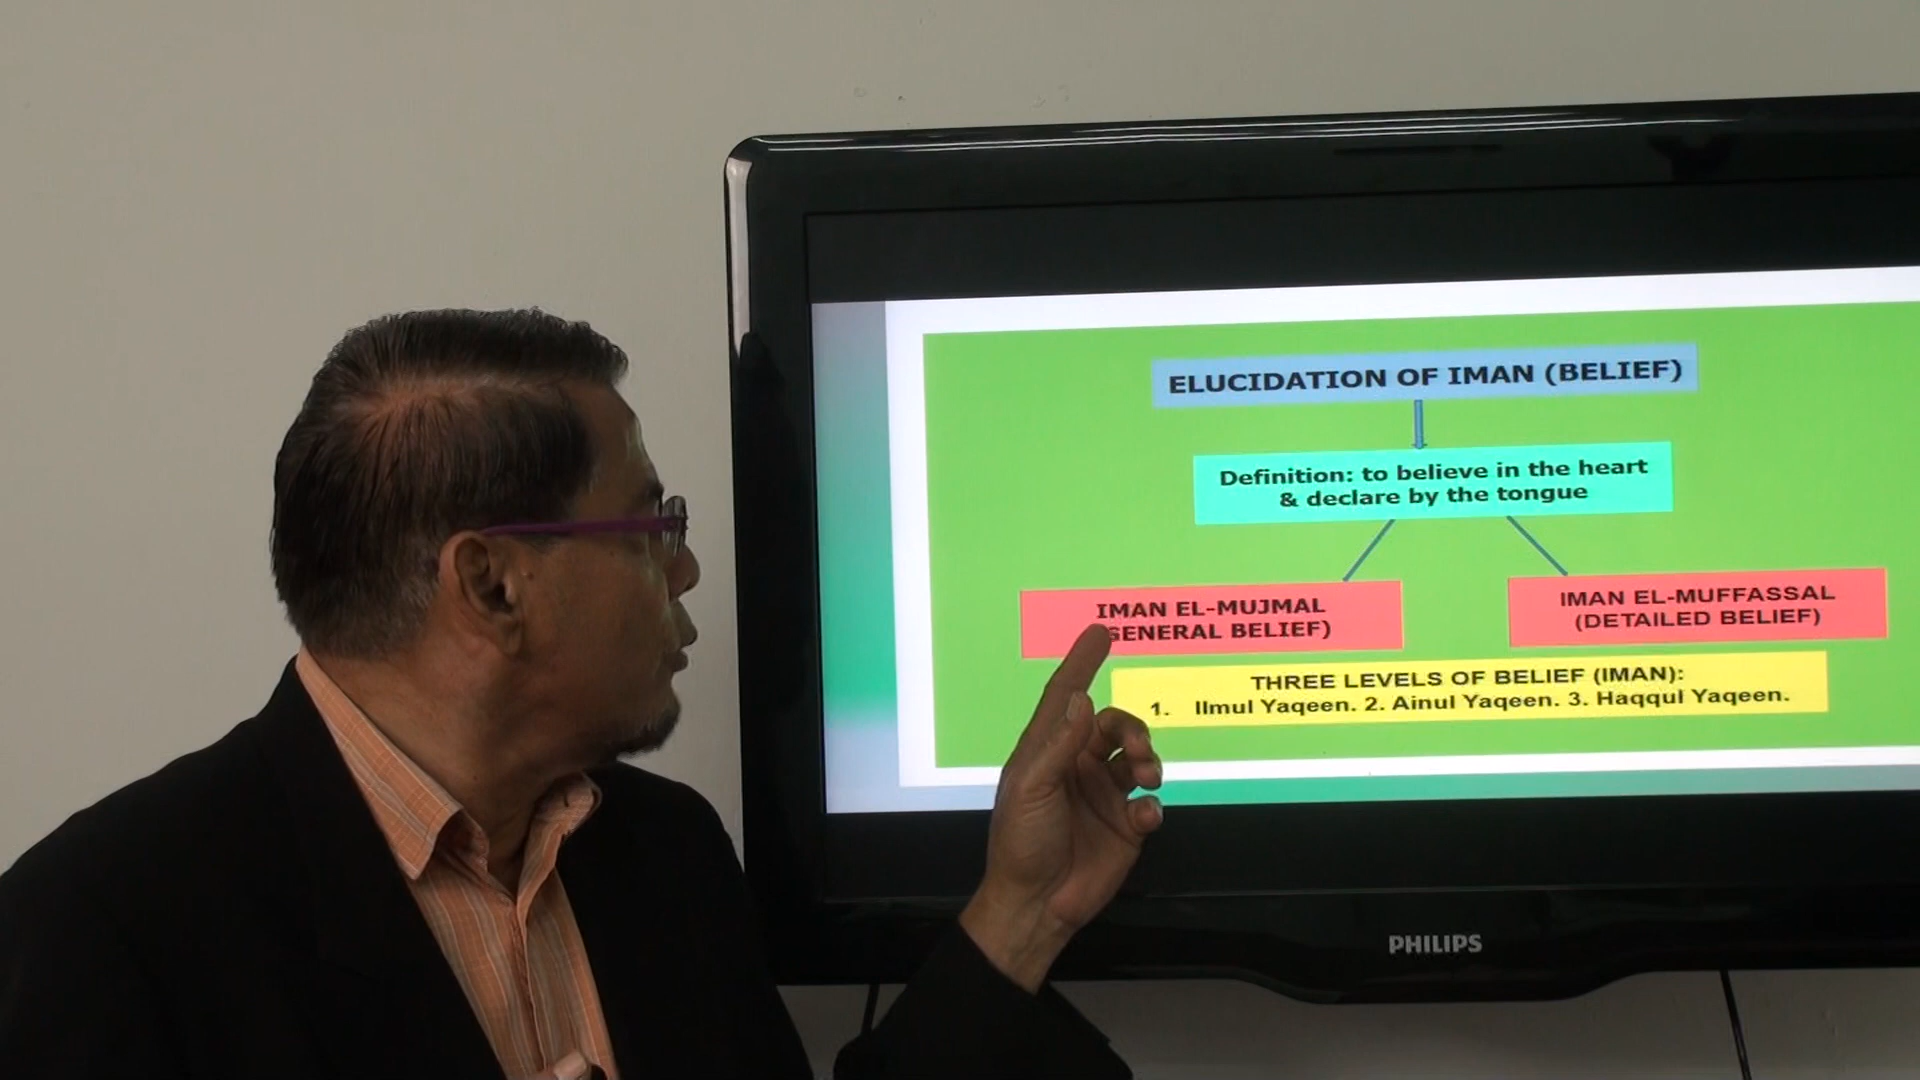 ELUCIDATION OF IMAN (BELIEF)
Definition: to believe in the heart
& declare by the tongue
IMAN EL-MUJMAL
GENERAL BELIEF)
IMAN EL-MUFFASSAL
(DETAILED BELIEF)
THREE LEVELS OF BELIEF (IMAN):
1. Ilmul Yaqeen. 2. Ainul Yaqeen. 3. Haqqul Yaqeen.
PHILIPS